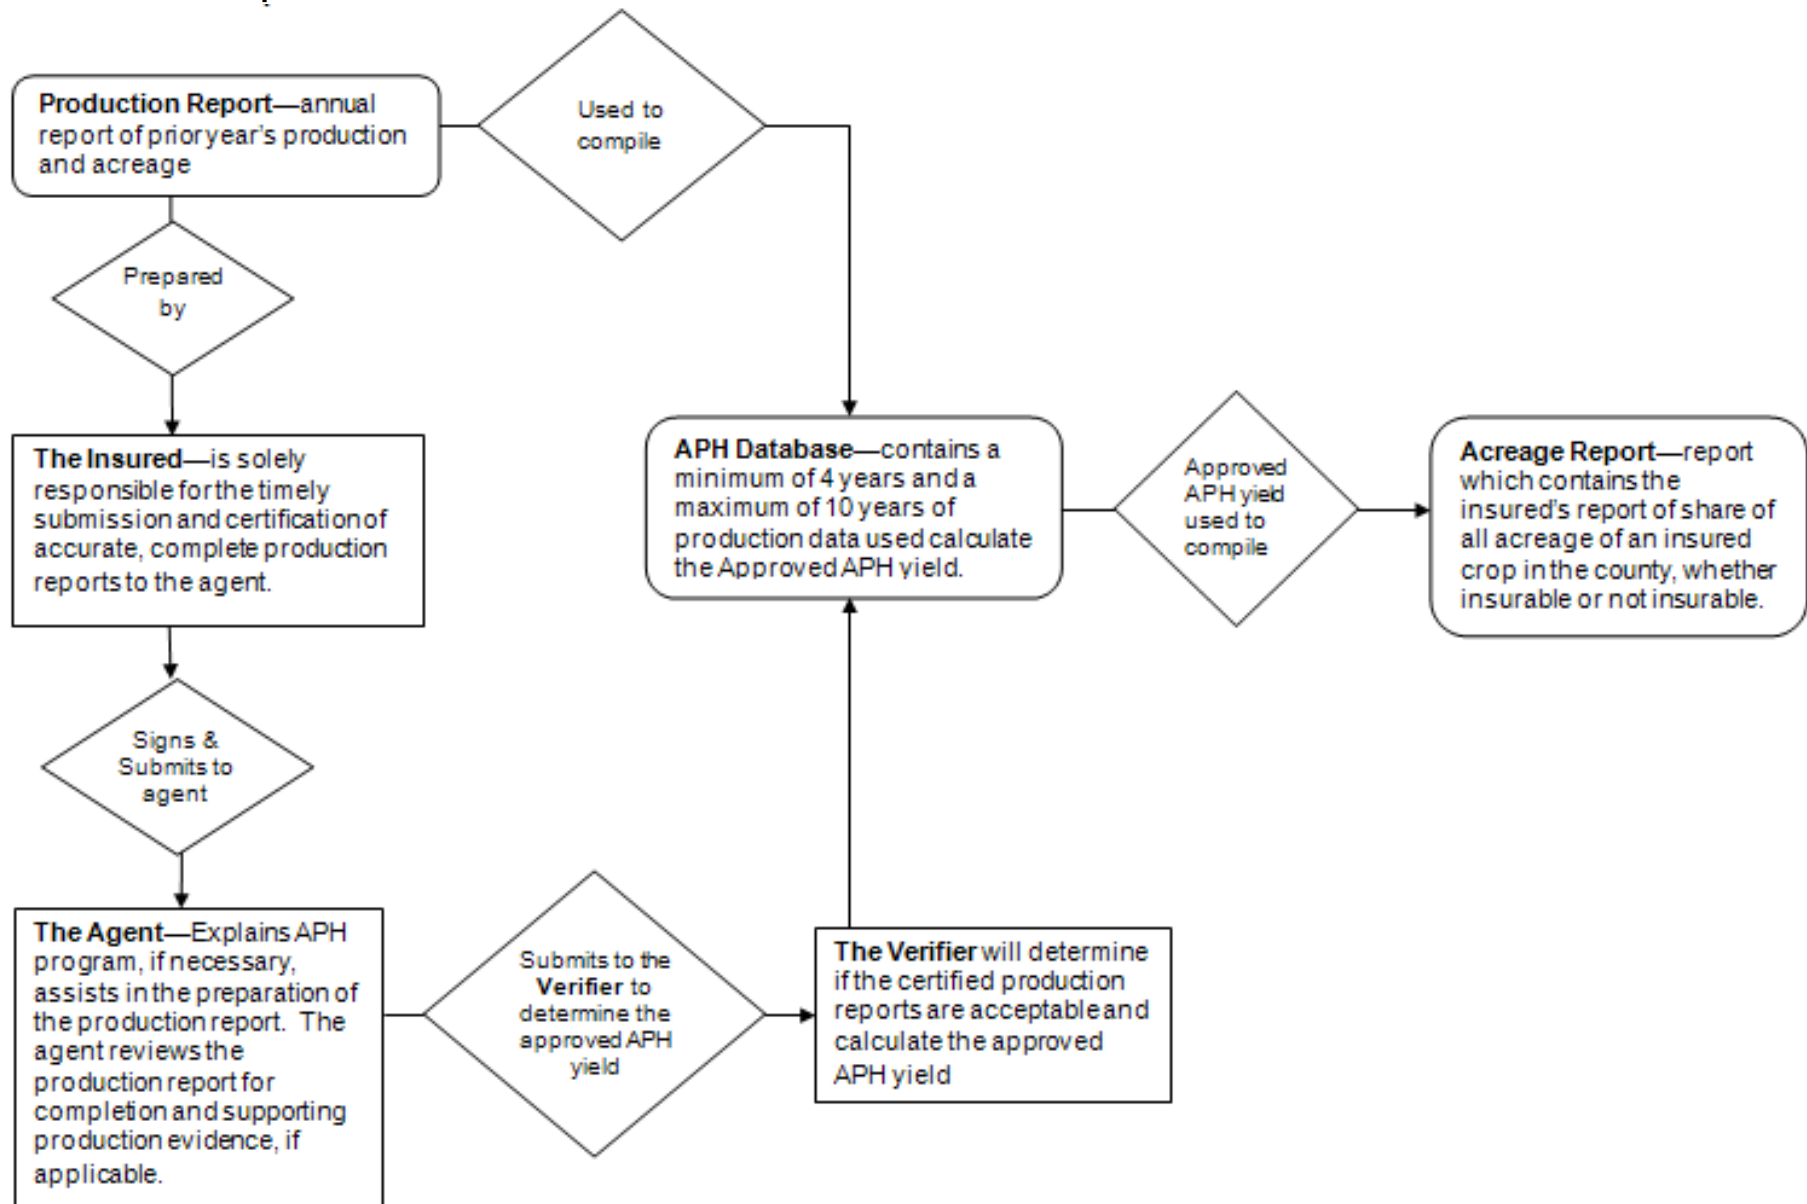 Production Report—annual
report of prior year's production
and acreage
Used to
compile
Prepared
by
The Insured—is solely
responsible for the timely
submission and certification of
accurate, complete production
reports to the agent.
APH Database—contains a
minimum of 4 years and a
maximum of 10 years of
production data used calculate
the Approved APH yield.
Approved
APH yield
used to
compile
Acreage Report—report
which contains the
insured's report of share of
all acreage of an insured
crop in the county, whether
insurable or not insurable.
Signs &
Submits to
agent
The Agent—Explains APH
program, if necessary,
assists in the preparation of
the production report.  The
agent reviews the
production report for
completion and supporting
production evidence, if
applicable.
Submits to the
Verifier to
determine the
approved APH
yield
The Verifier will determine
if the certified production
reports are acceptable and
calculate the approved
APH yield